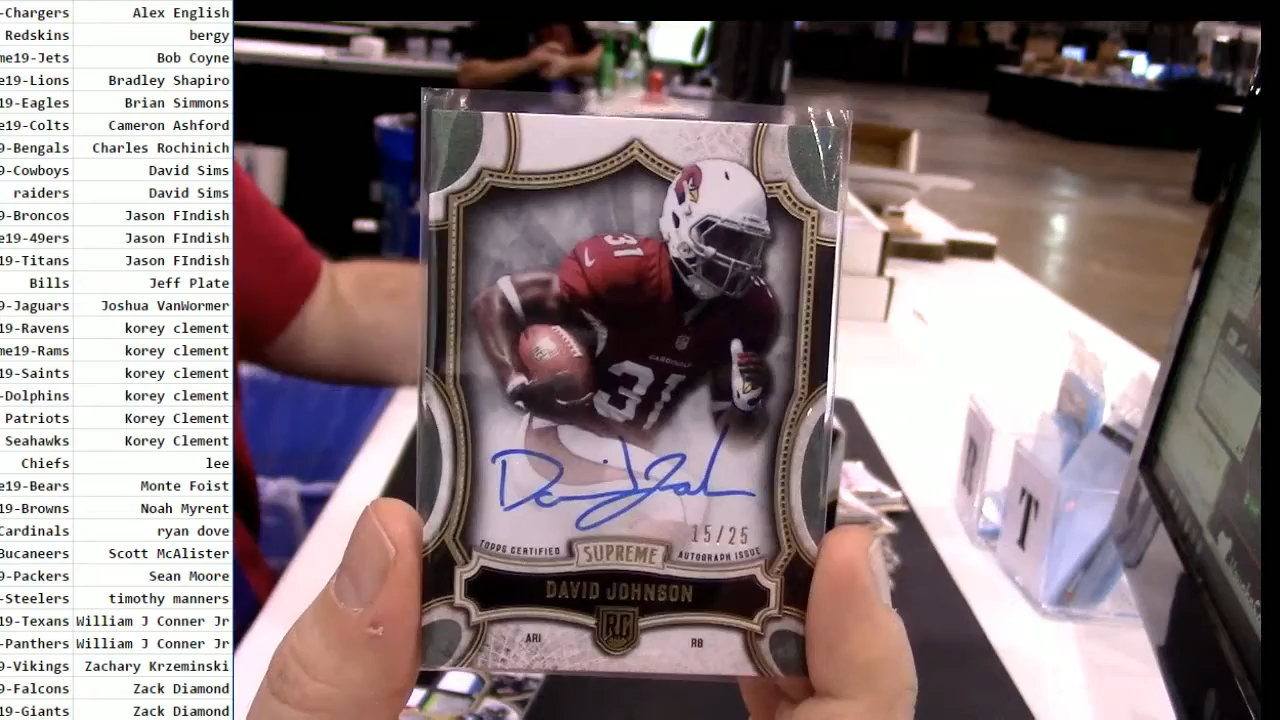 -Chargers Alex English
Redskins bergy
me19-Jets Bob Coyne
e19-Lions Bradley Shapiro
19-Eagles Brian Simmons
e19-Colts Cameron Ashford
9-Bengals Charles Rochinich
9-Cowboys David Sims
raiders David Sims
9-Broncos Jason FIndish
e19-49ers Jason FIndish
19-Titans Jason FIndish
Bills Jeff Plate
9-Jaguars Joshua VanWormer
19-Ravens korey clement
me19-Rams korey clement
19-Saints korey clement
-Dolphins korey clement
Patriots Korey Clement
Seahawks Korey Clement
Chiefs lee
e19-Bears Monte Foist
19-Browns Noah Myrent
Cardinals ryan dove
Bucaneers Scott McAlister
9-Packers Sean Moore
-Steelers timothy manners
19-Texans William J Conner Jr
-Panthers William J Conner Jr
9-Vikings Zachary Krzeminski
9-Falcons Zack Diamond
19-Giants Zack Diamond
31
CARDINALS
31
David Johnson
15/25
TOPPS CERTIFIED SUPREME AUTOGRAPH ISSUE
DAVID JOHNSON
ARI RC RB
R
T